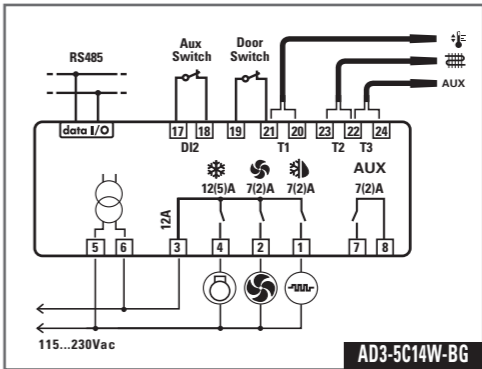 RS485
Aux Switch
Door Switch
AUX
data I/O
17 18 19 21 20 23 22 24
DI2 T1 T2 T3
AUX
12(5)A 7(2)A 7(2)A 7(2)A
12A
5 6 3 4 2 1 7 8
115...230Vac
AD3-5C14W-BG